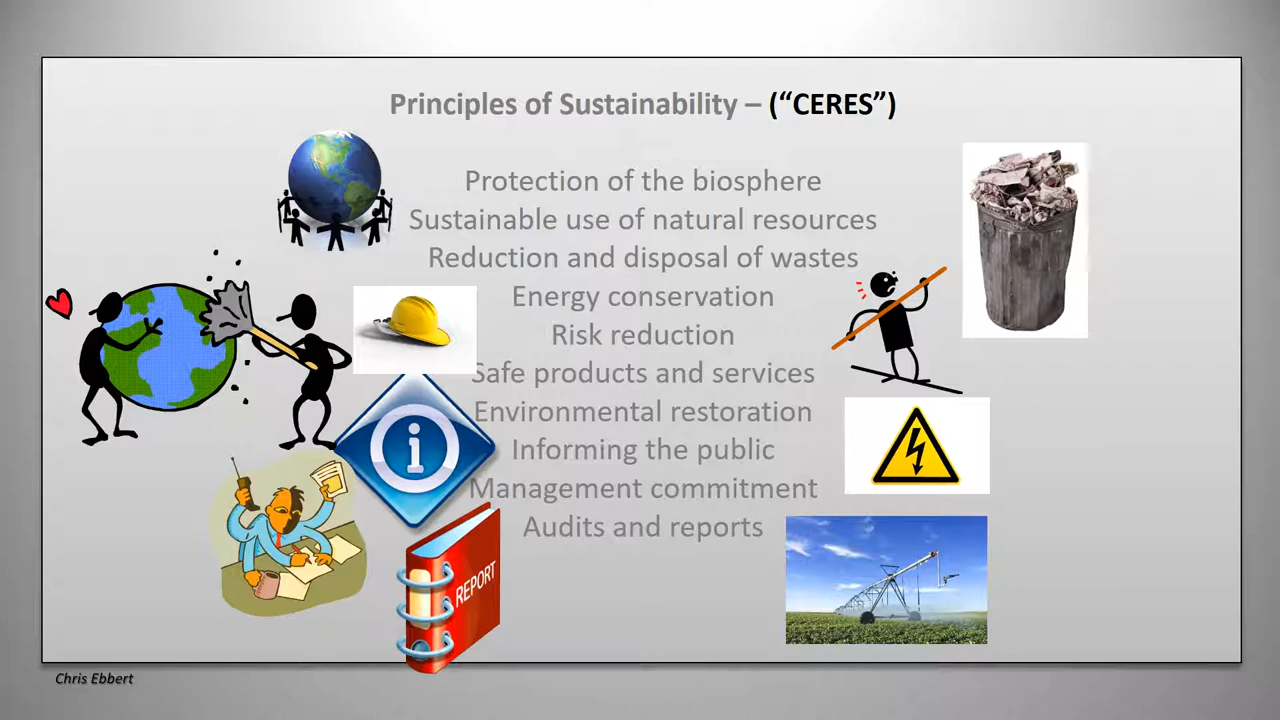 Principles of Sustainability – (“CERES”)
Protection of the biosphere
Sustainable use of natural resources
Reduction and disposal of wastes
Energy conservation
Risk reduction
Safe products and services
Environmental restoration
Informing the public
Management commitment
Audits and reports
i
REPORT
Chris Ebbert